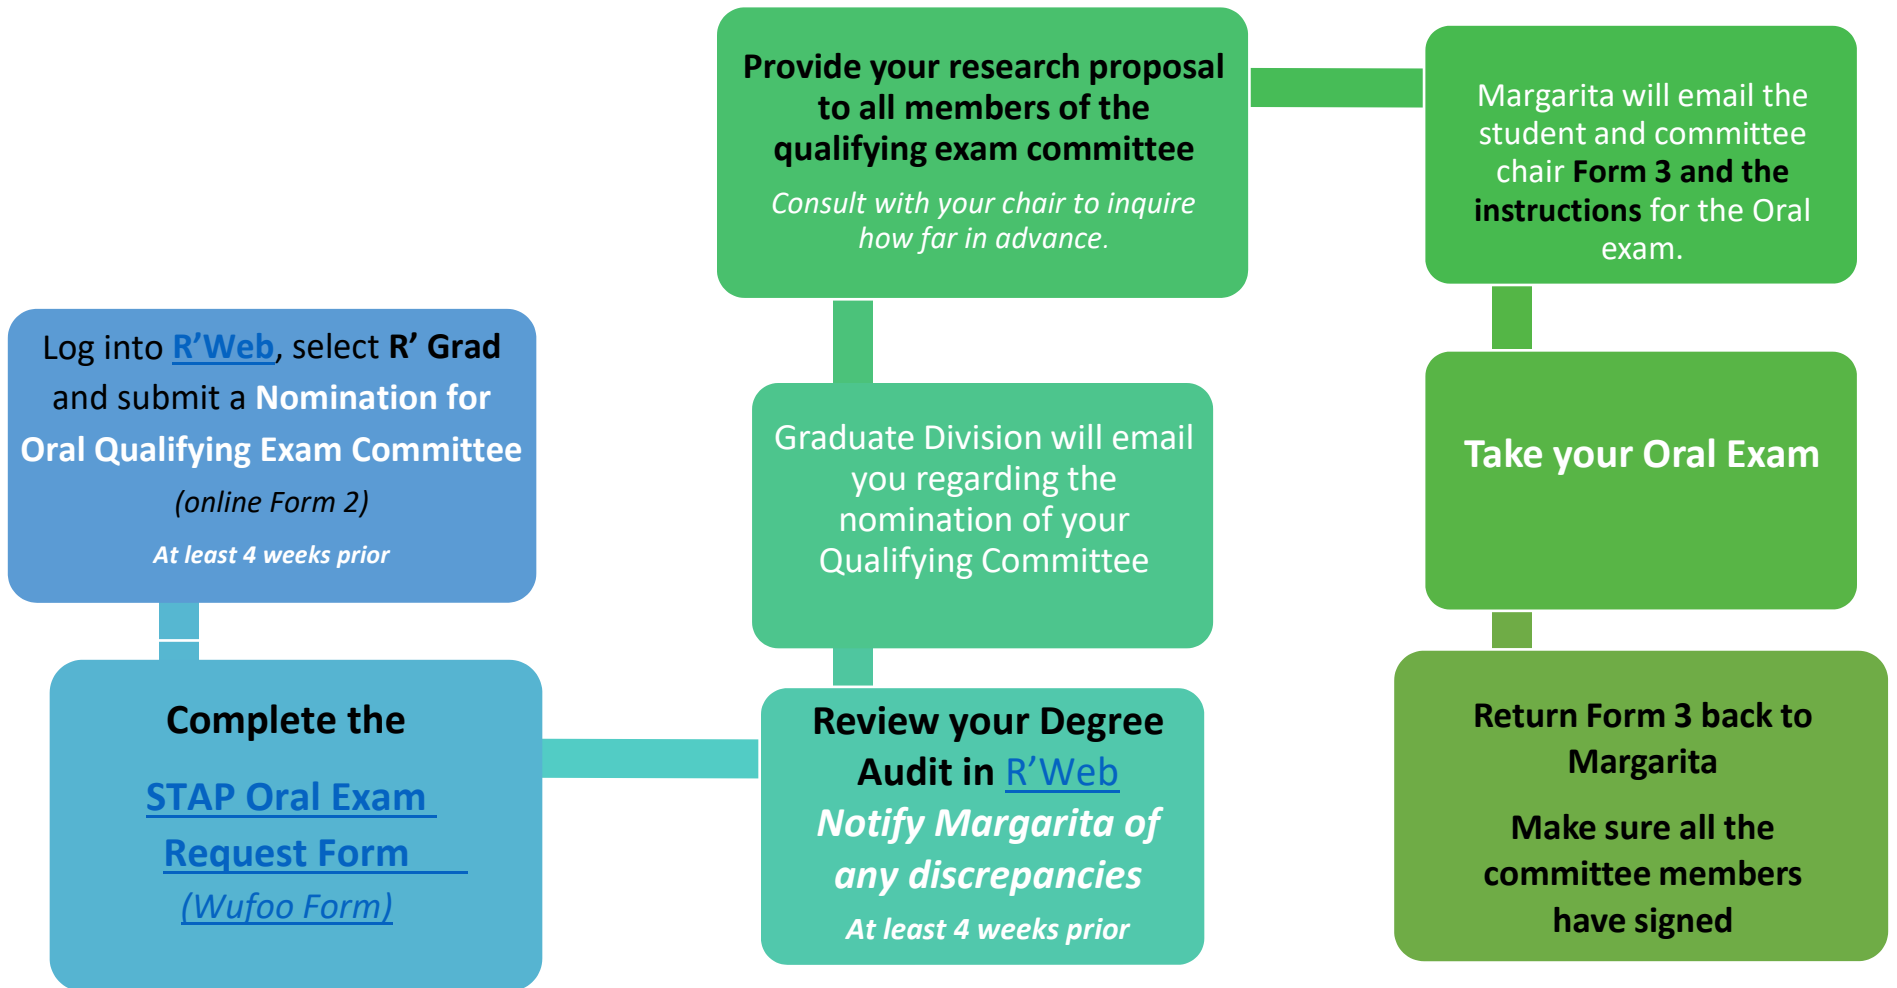 Log into R’Web, select R’ Grad
and submit a Nomination for
Oral Qualifying Exam Committee
(online Form 2)
At least 4 weeks prior
Complete the
STAP Oral Exam
Request Form
(Wufoo Form)
Review your Degree
Audit in R’Web
Notify Margarita of
any discrepancies
At least 4 weeks prior
Graduate Division will email
you regarding the
nomination of your
Qualifying Committee
Provide your research proposal
to all members of the
qualifying exam committee
Consult with your chair to inquire
how far in advance.
Margarita will email the
student and committee
chair Form 3 and the
instructions for the Oral
exam.
Take your Oral Exam
Return Form 3 back to
Margarita
Make sure all the
committee members
have signed